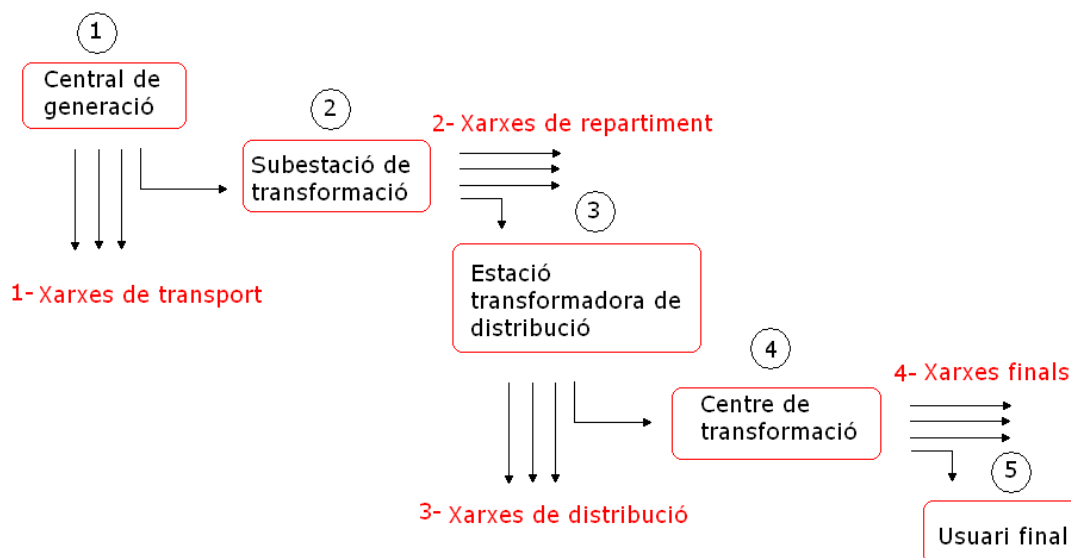 1
Central de
generació
2
2- Xarxes de repartiment
Subestació de
transformació
3
1- Xarxes de transport
Estació
transformadora de
distribució
4
4- Xarxes finals
Centre de
transformació
5
3- Xarxes de distribució
Usuari final